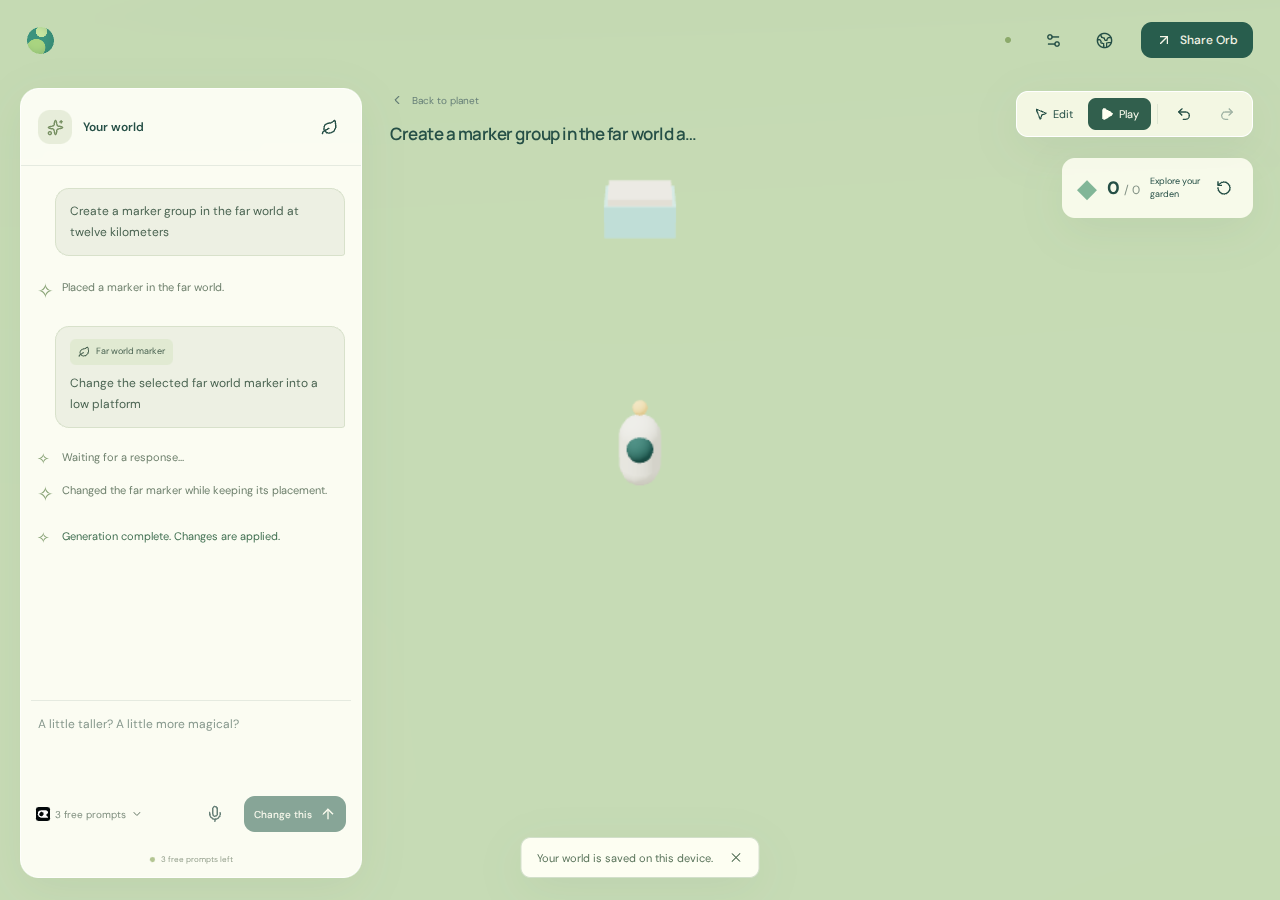 Share Orb
Your world
Create a marker group in the far world at
twelve kilometers
Placed a marker in the far world.
Far world marker
Change the selected far world marker into a
low platform
Waiting for a response...
Changed the far marker while keeping its placement.
Generation complete. Changes are applied.
A little taller? A little more magical?
3 free prompts
Change this
3 free prompts left
Back to planet
Create a marker group in the far world a...
Edit
Play
0 / 0
Explore your
garden
Your world is saved on this device.